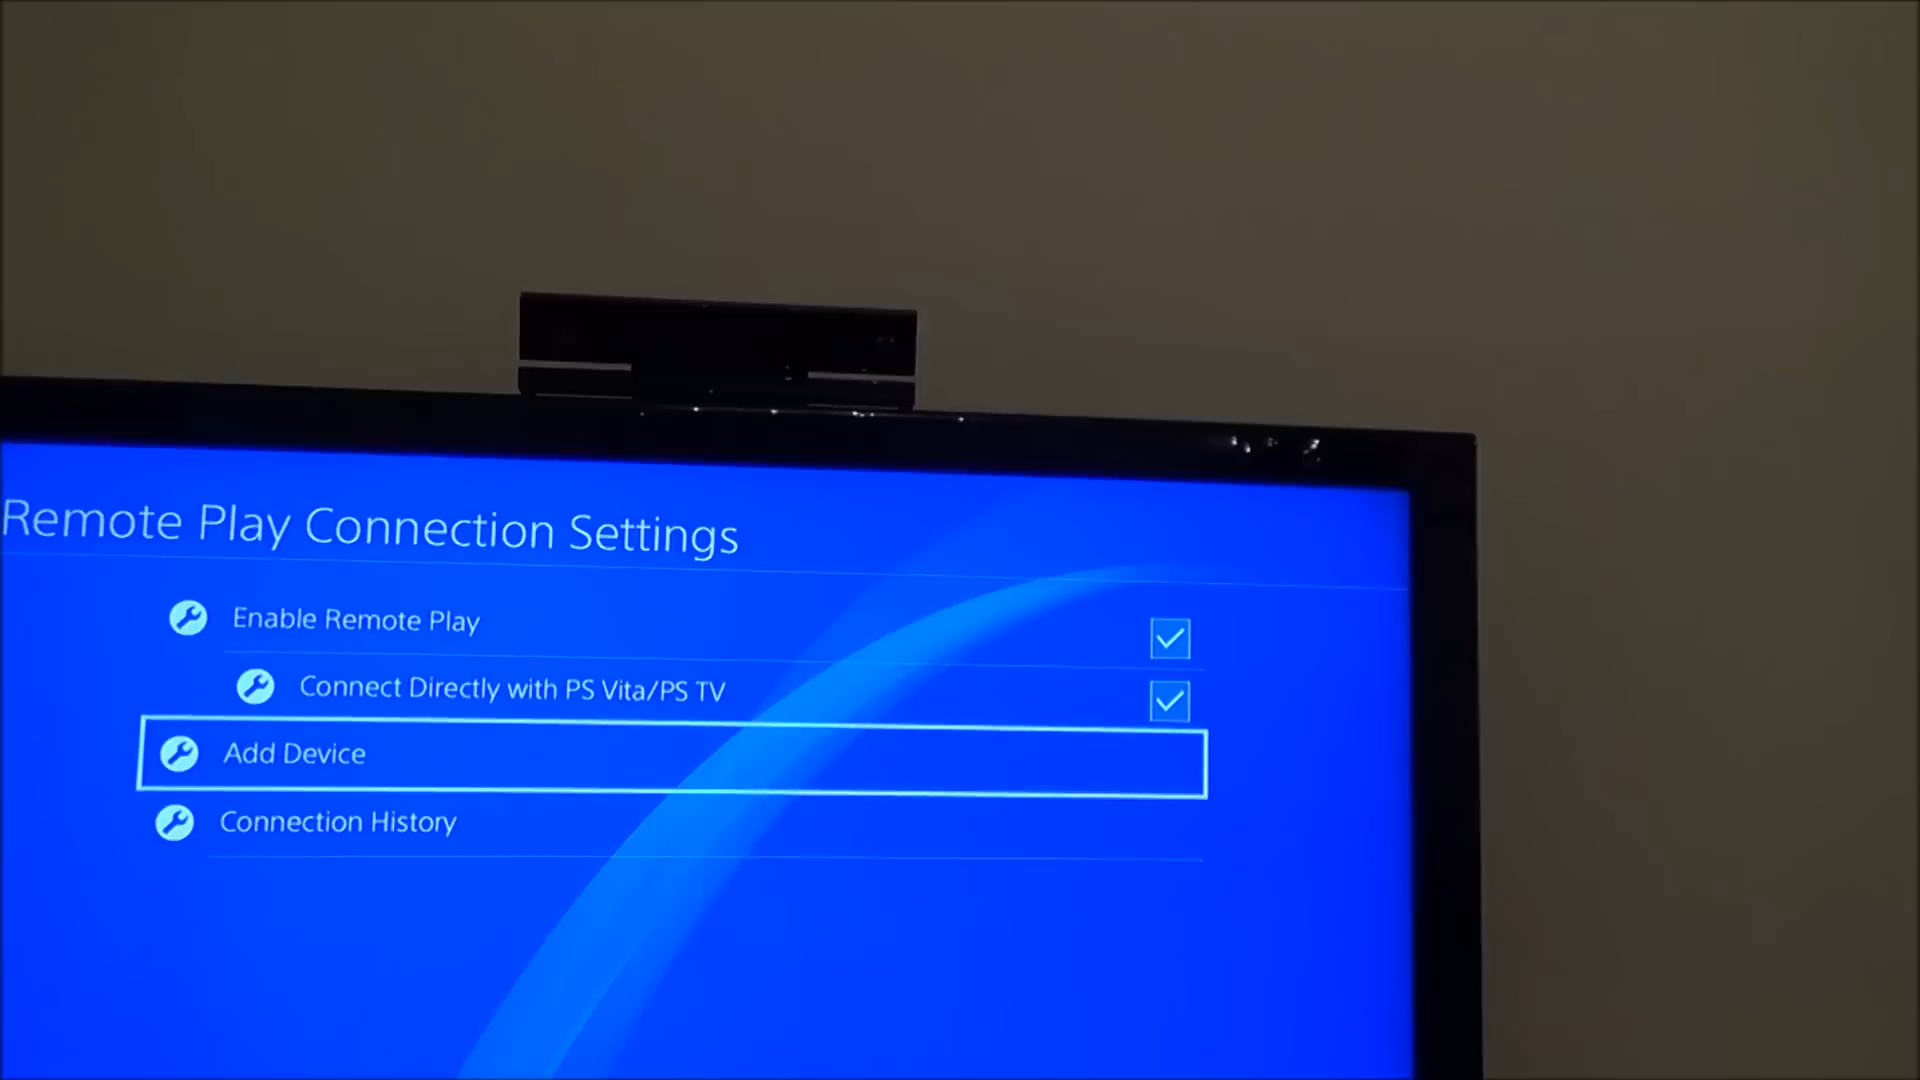 Remote Play Connection Settings
Enable Remote Play
Connect Directly with PS Vita/PS TV
Add Device
Connection History